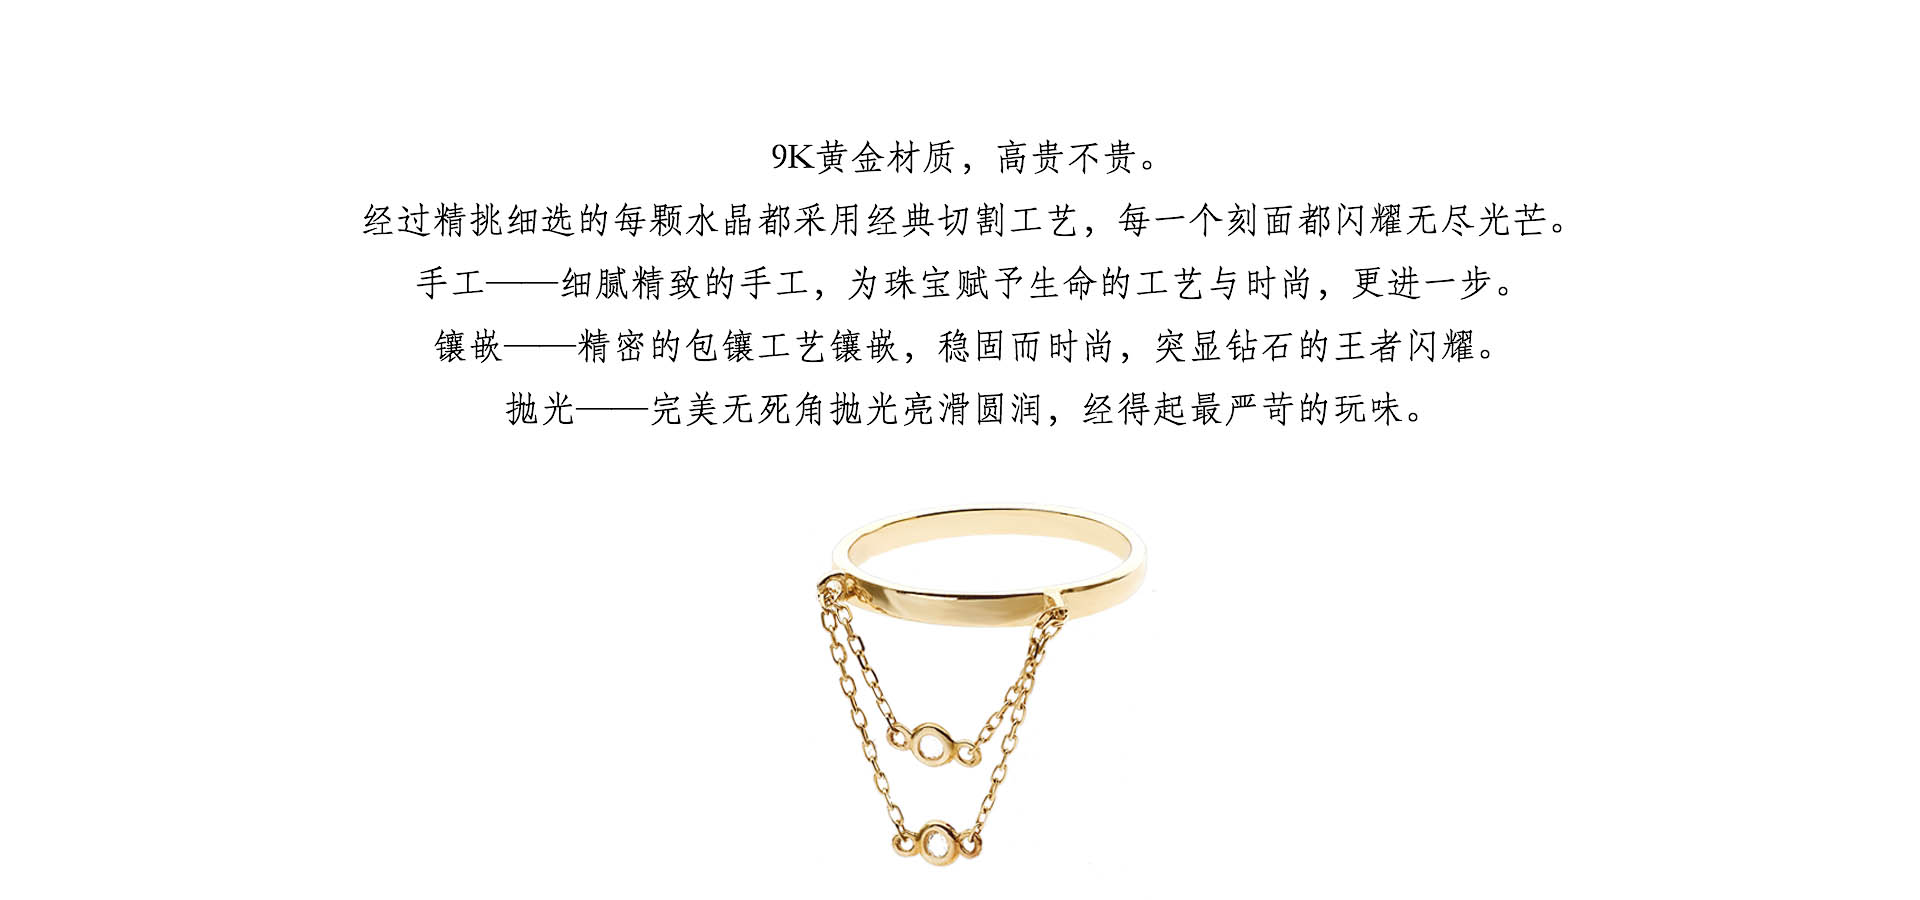 9K黄金材质，高贵不贵。
经过精挑细选的每颗水晶都采用经典切割工艺，每一个刻面都闪耀无尽光芒。
手工——细腻精致的手工，为珠宝赋予生命的工艺与时尚，更进一步。
镶嵌——精密的包镶工艺镶嵌，稳固而时尚，突显钻石的王者闪耀。
抛光——完美无死角抛光亮滑圆润，经得起最严苛的玩味。